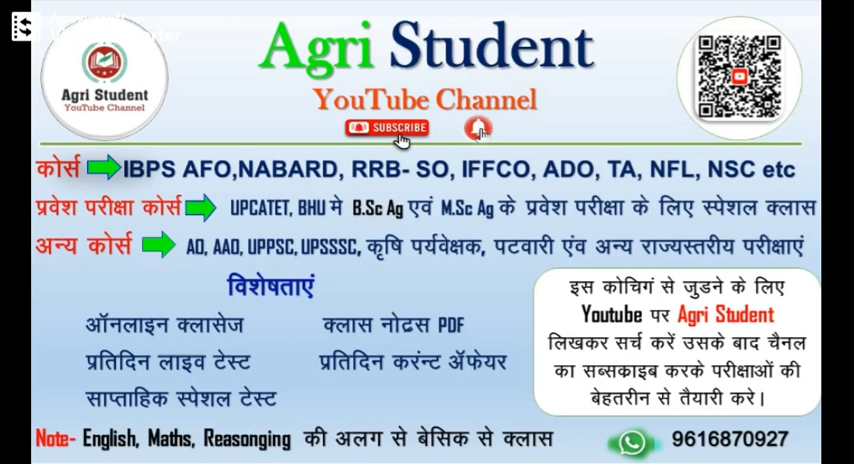 Agri Student
Agri Student
YouTube Channel
YouTube Channel
SUBSCRIBE
कोर्स IBPS AFO,NABARD, RRB- SO, IFFCO, ADO, TA, NFL, NSC etc
प्रवेश परीक्षा कोर्स UPCATET, BHU मे B.Sc Ag एवं M.Sc Ag के प्रवेश परीक्षा के लिए स्पेशल क्लास
अन्य कोर्स AO, AAO, UPPSC, UPSSSC, कृषि पर्यवेक्षक, पटवारी एंव अन्य राज्यस्तरीय परीक्षाएं
विशेषताएं
ऑनलाइन क्लासेज क्लास नोटस PDF
प्रतिदिन लाइव टेस्ट प्रतिदिन करंन्ट अ‍ॅफेयर
साप्ताहिक स्पेशल टेस्ट
इस कोचिगं से जुडने के लिए
Youtube पर Agri Student
लिखकर सर्च करें उसके बाद चैनल
का सब्सकाइब करके परीक्षाओं की
बेहतरीन से तैयारी करे।
Note- English, Maths, Reasonging की अलग से बेसिक से क्लास
9616870927